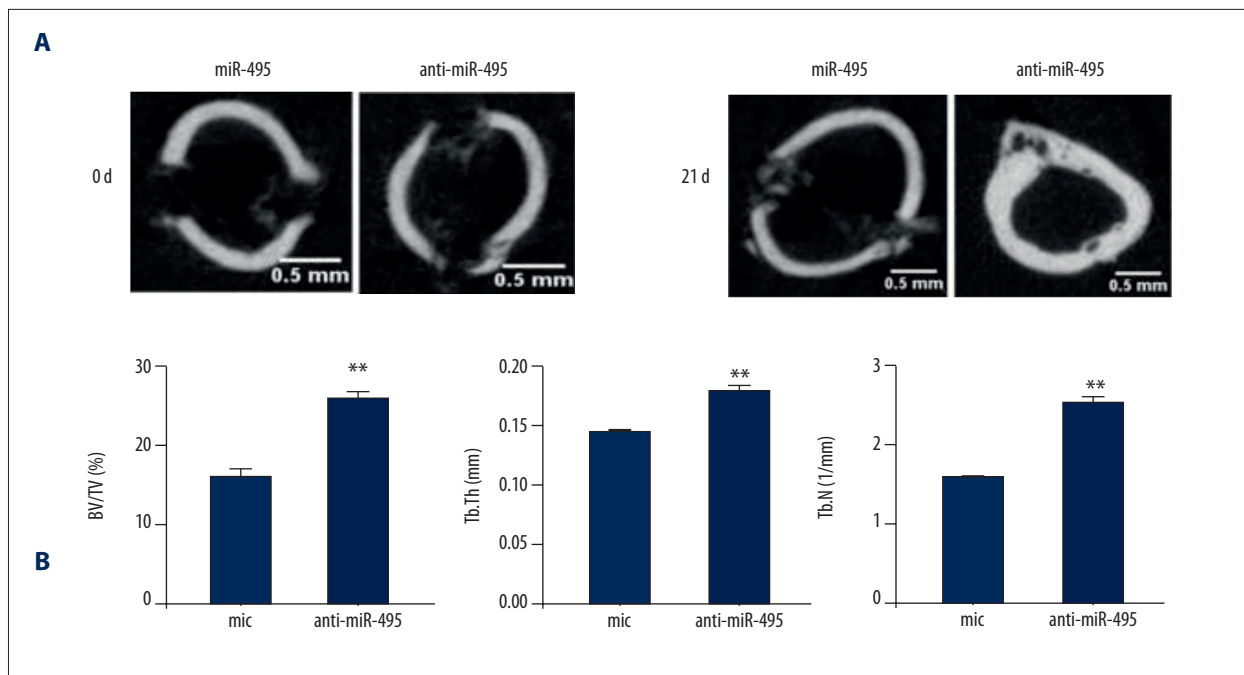 A
miR-495 anti-miR-495 miR-495 anti-miR-495
0 d 21 d
0.5 mm 0.5 mm 0.5 mm 0.5 mm
30 20 10 0
BV/TV (%)
**
mic anti-miR-495
0.20 0.15 0.10 0.05 0.00
Tb.Th (mm)
**
mic anti-miR-495
3 2 1 0
Tb.N (1/mm)
**
mic anti-miR-495
B